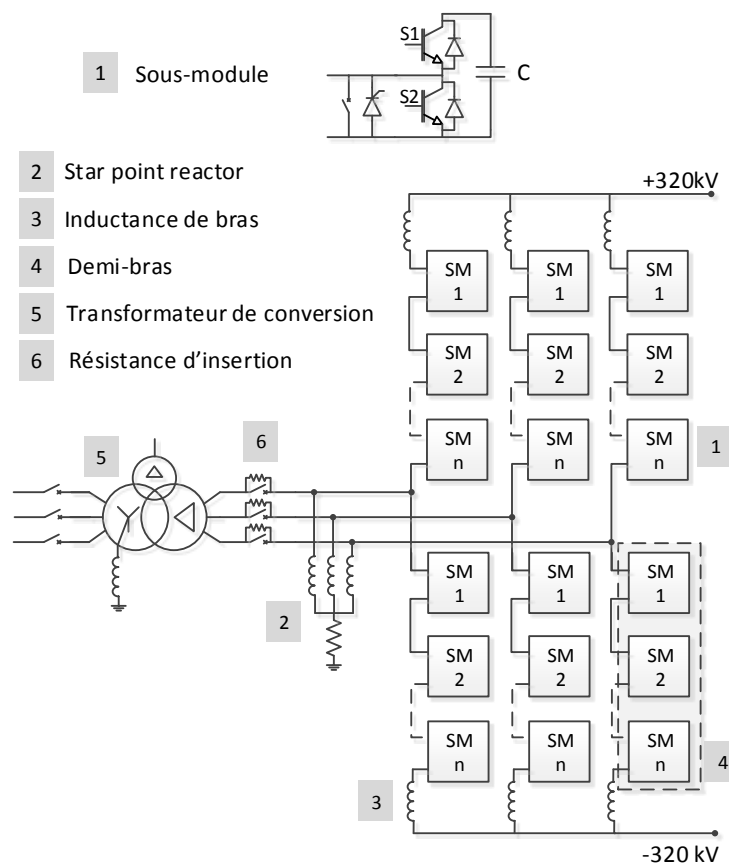 1 Sous-module
S1
S2
C
2 Star point reactor
3 Inductance de bras
4 Demi-bras
5 Transformateur de conversion
6 Résistance d’insertion
+320kV
SM 1
SM 1
SM 1
SM 2
SM 2
SM 2
SM n
SM n
SM n
1
5
6
2
SM 1
SM 1
SM 1
SM 2
SM 2
SM 2
SM n
SM n
SM n
4
3
-320 kV